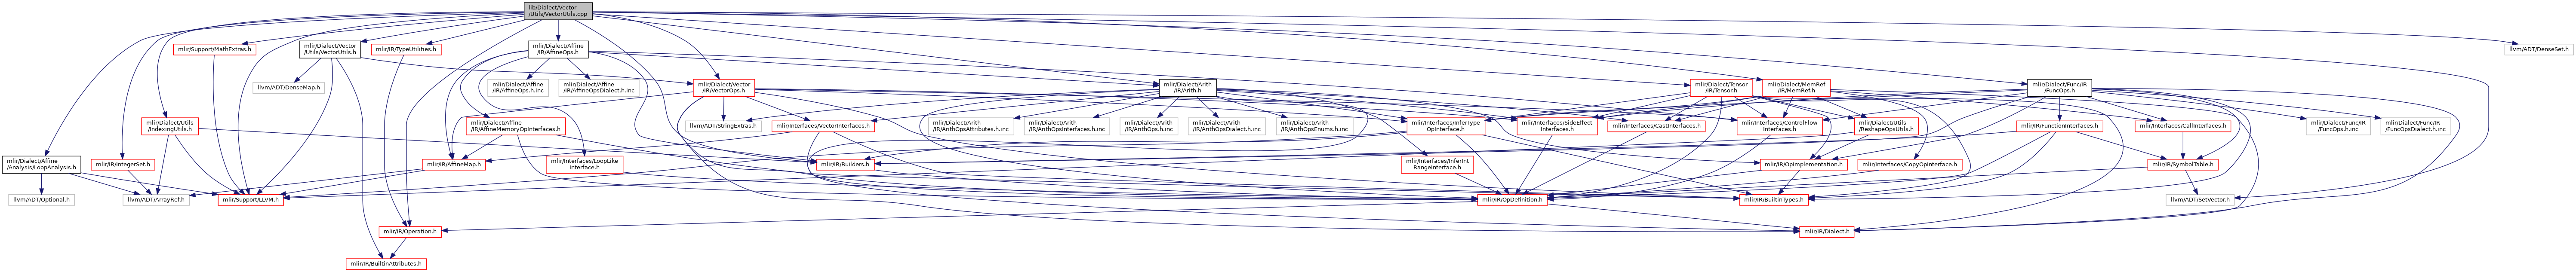 lib/Dialect/Vector
/Utils/VectorUtils.cpp
mlir/Support/MathExtras.h
mlir/Dialect/Vector
/Utils/VectorUtils.h
mlir/IR/TypeUtilities.h
mlir/Dialect/Affine
/IR/AffineOps.h
llvm/ADT/DenseSet.h
llvm/ADT/DenseMap.h
mlir/Dialect/Affine
/IR/AffineOps.h.inc
mlir/Dialect/Affine
/IR/AffineOpsDialect.h.inc
mlir/Dialect/Vector
/IR/VectorOps.h
mlir/Dialect/Arith
/IR/Arith.h
mlir/Dialect/Tensor
/IR/Tensor.h
mlir/Dialect/MemRef
/IR/MemRef.h
mlir/Dialect/Func/IR
/FuncOps.h
mlir/Dialect/Utils
/IndexingUtils.h
mlir/Dialect/Affine
/IR/AffineMemoryOpInterfaces.h
llvm/ADT/StringExtras.h
mlir/Interfaces/VectorInterfaces.h
mlir/Dialect/Arith
/IR/ArithOpsAttributes.h.inc
mlir/Dialect/Arith
/IR/ArithOpsInterfaces.h.inc
mlir/Dialect/Arith
/IR/ArithOps.h.inc
mlir/Dialect/Arith
/IR/ArithOpsDialect.h.inc
mlir/Dialect/Arith
/IR/ArithOpsEnums.h.inc
mlir/Interfaces/InferType
OpInterface.h
mlir/Interfaces/SideEffect
Interfaces.h
mlir/Interfaces/CastInterfaces.h
mlir/Interfaces/ControlFlow
Interfaces.h
mlir/Dialect/Utils
/ReshapeOpsUtils.h
mlir/IR/FunctionInterfaces.h
mlir/Interfaces/CallInterfaces.h
mlir/Dialect/Func/IR
/FuncOps.h.inc
mlir/Dialect/Func/IR
/FuncOpsDialect.h.inc
mlir/Dialect/Affine
/Analysis/LoopAnalysis.h
mlir/IR/IntegerSet.h
mlir/IR/AffineMap.h
mlir/Interfaces/LoopLike
Interface.h
mlir/IR/Builders.h
mlir/Interfaces/InferInt
RangeInterface.h
mlir/IR/OpImplementation.h
mlir/Interfaces/CopyOpInterface.h
mlir/IR/SymbolTable.h
llvm/ADT/Optional.h
llvm/ADT/ArrayRef.h
mlir/Support/LLVM.h
mlir/IR/OpDefinition.h
mlir/IR/BuiltinTypes.h
llvm/ADT/SetVector.h
mlir/IR/Operation.h
mlir/IR/Dialect.h
mlir/IR/BuiltinAttributes.h